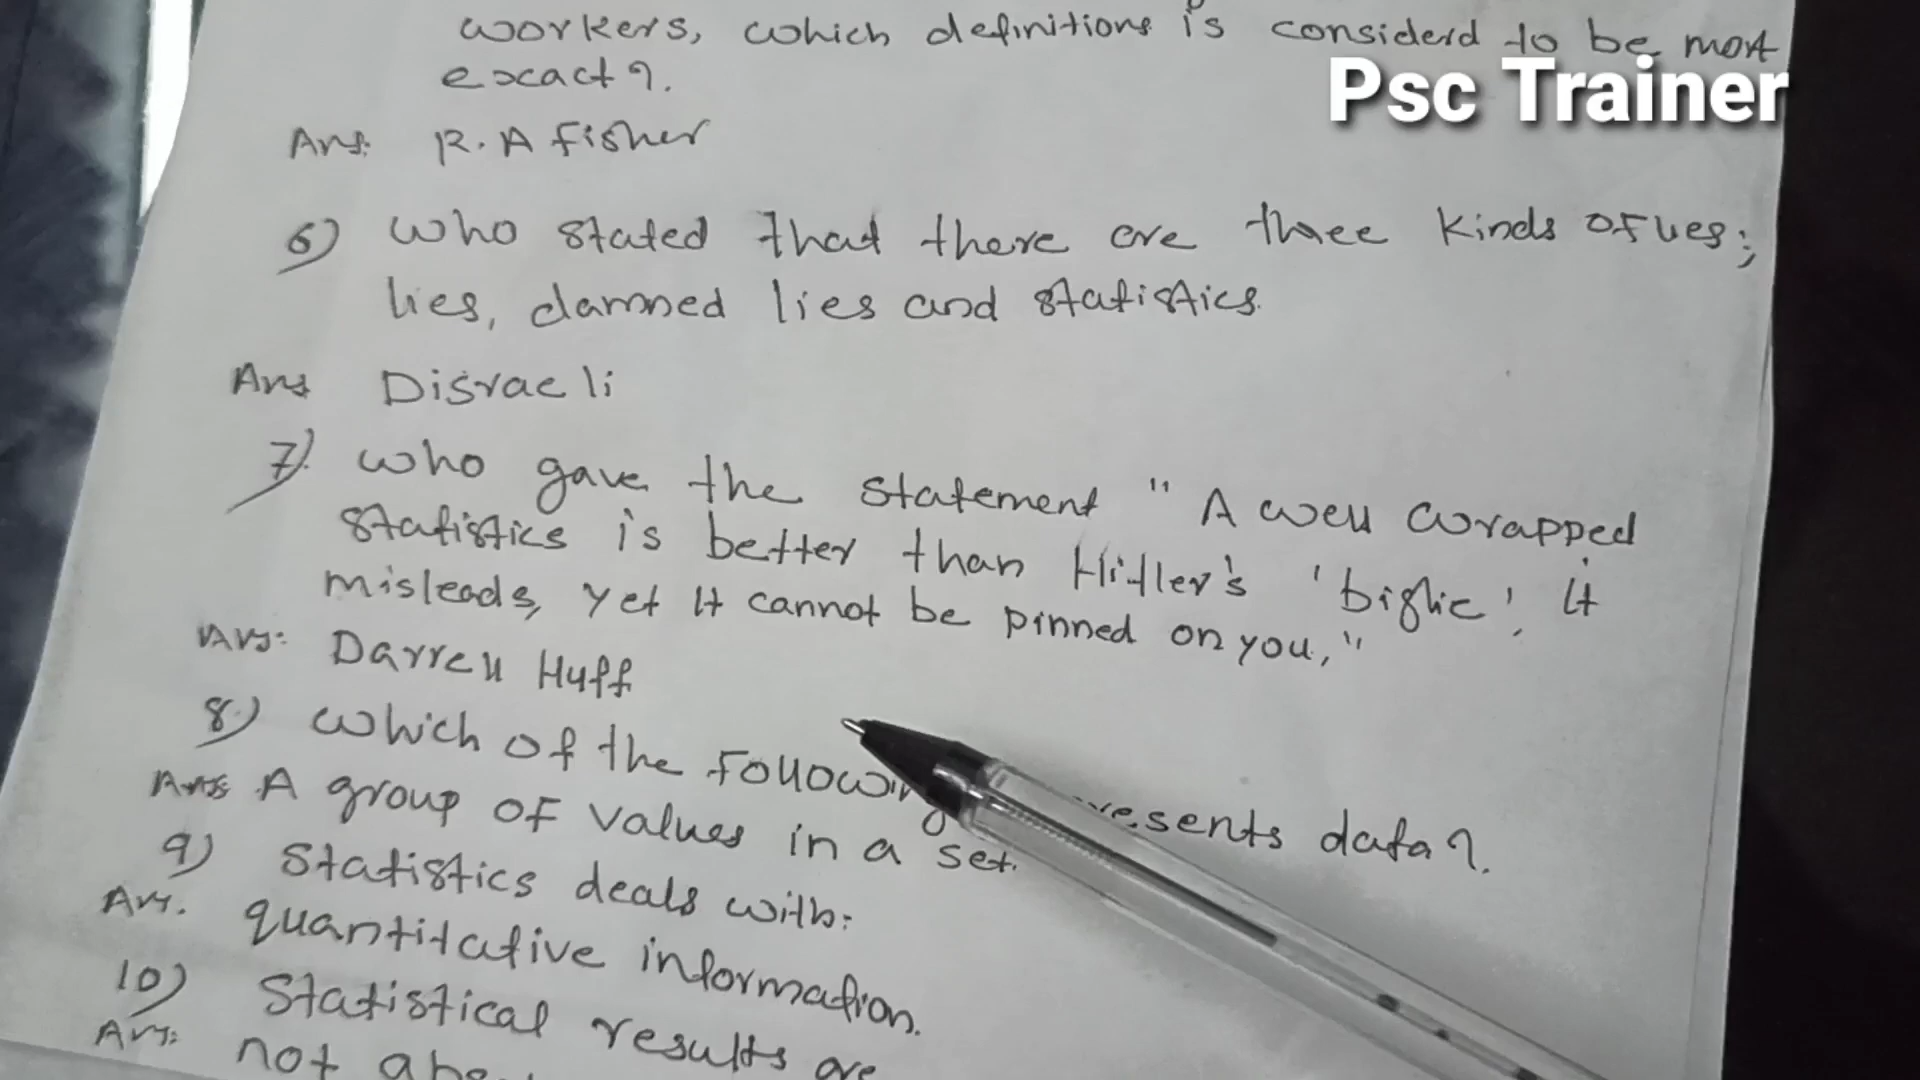 workers, which definitions is considerd to be most
exact?.
Psc Trainer
Ans: R. A fisher
6) who stated that there are three kinds of lies;
lies, damned lies and statistics.
Ans Disraeli
7) who gave the statement " A well wrapped
statistics is better than Hitler's 'biglie'. It
misleads, yet it cannot be pinned on you,"
Ans: Darrell Huff
8) which of the following data?.
Ans A group of values in a set.
9) Statistics deals with:
Ans. quantitative information.
10) Statistical results are
Ans: not